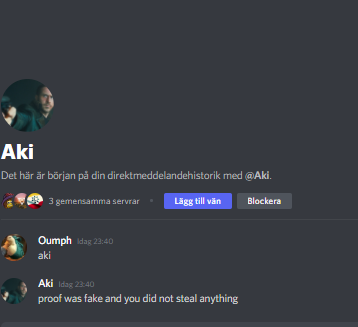 Aki
Det här är början på din direktmeddelandehistorik med @Aki.
3 gemensamma servrar • Lägg till vän Blockera
Oumph Idag 23:40
aki
Aki Idag 23:40
proof was fake and you did not steal anything